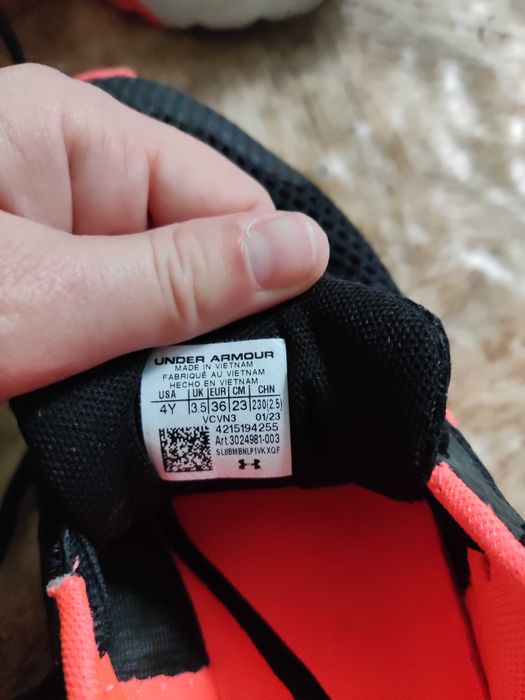 UNDER ARMOUR
MADE IN VIETNAM
FABRIQUÉ AU VIETNAM
HECHO EN VIETNAM
USA UK EUR CM CHN
4Y 3.5 36 23 230(2.5)
VCVN3 01/23
4215194255
Art.3024981-003
SL8BMBNLP1VKXQF